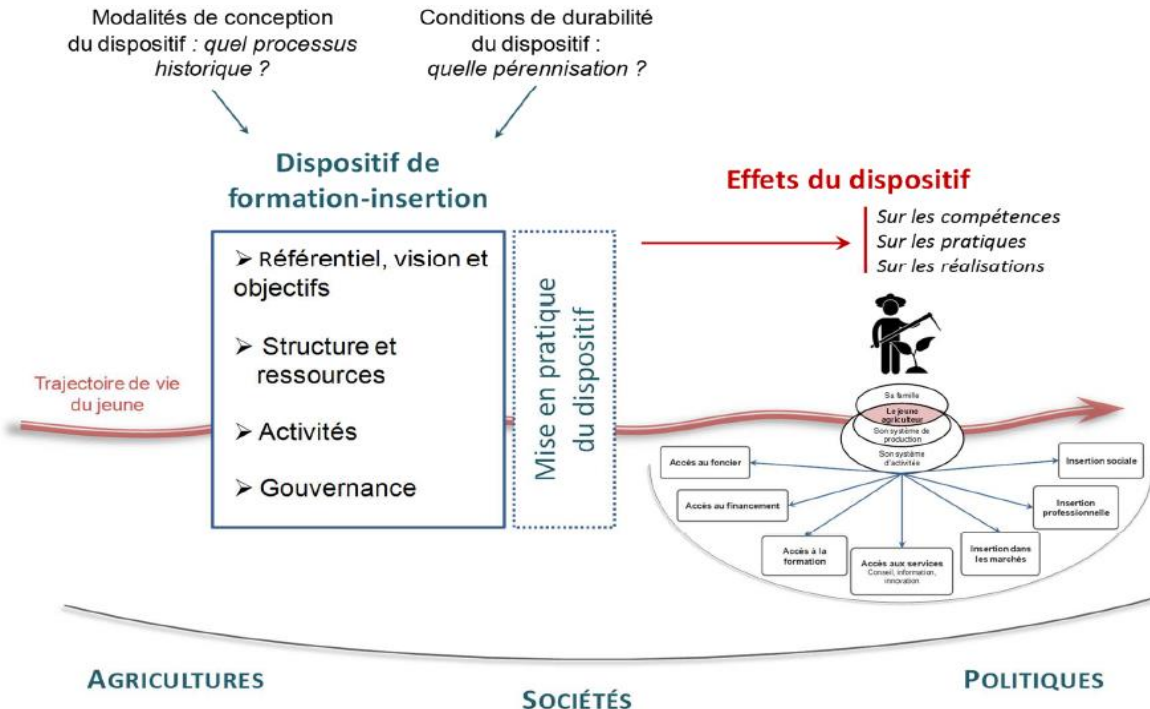 Modalités de conception
du dispositif : quel processus
historique ?
Conditions de durabilité
du dispositif :
quelle pérennisation ?
Dispositif de
formation-insertion
➢ Référentiel, vision et
objectifs
➢ Structure et
ressources
➢ Activités
➢ Gouvernance
Mise en pratique
du dispositif
Effets du dispositif
Sur les compétences
Sur les pratiques
Sur les réalisations
Trajectoire de vie
du jeune
Sa famille
Le jeune
agriculteur
Son système de
production
Son système
d'activitée
Accès au foncier
Accès au financement
Accès à la
formation
Accès aux services
Conseil, information,
innovation
Insertion dans
les marchés
Insertion
professionnelle
Insertion sociale
AGRICULTURES
SOCIÉTÉS
POLITIQUES